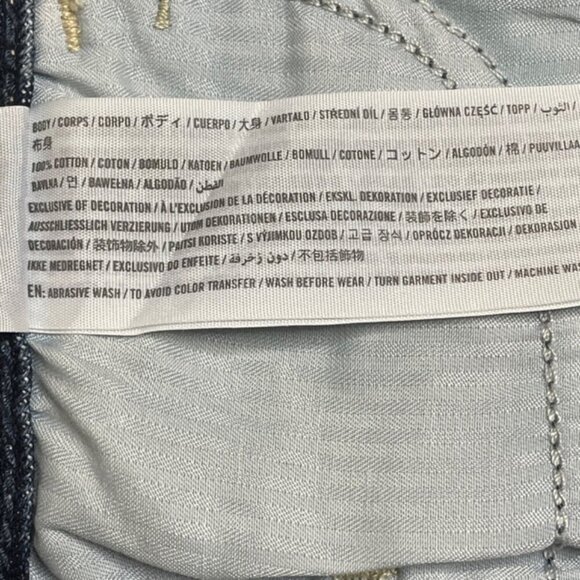 BODY / CORPS / CORPO / ボディ / CUERPO / 大身 / VARTALO / STŘEDNÍ DÍL / 몸통 / GŁÓWNA CZĘŚĆ / TOPP / الثوب /
布身
100% COTTON / COTON / BOMULD / KATOEN / BAUMWOLLE / BOMULL / COTONE / コットン / ALGODÓN / 棉 / PUUVILLAA
BAVLNA / 면 / BAWEŁNA / ALGODÃO / القطن
EXCLUSIVE OF DECORATION / À L'EXCLUSION DE LA DÉCORATION / EKSKL. DEKORATION / EXCLUSIEF DECORATIE /
AUSSCHLIESSLICH VERZIERUNG / UTOM DEKORATIONEN / ESCLUSA DECORAZIONE / 装飾を除く / EXCLUSIVO DE
DECORACIÓN / 装饰物除外 / PAITSI KORISTE / S VÝJIMKOU OZDOB / 고급 장식 / OPRÓCZ DEKORACJI / DEKORASJON
IKKE MEDREGNET / EXCLUSIVO DO ENFEITE / دون زخرفة / 不包括飾物
EN: ABRASIVE WASH / TO AVOID COLOR TRANSFER / WASH BEFORE WEAR / TURN GARMENT INSIDE OUT / MACHINE WAS